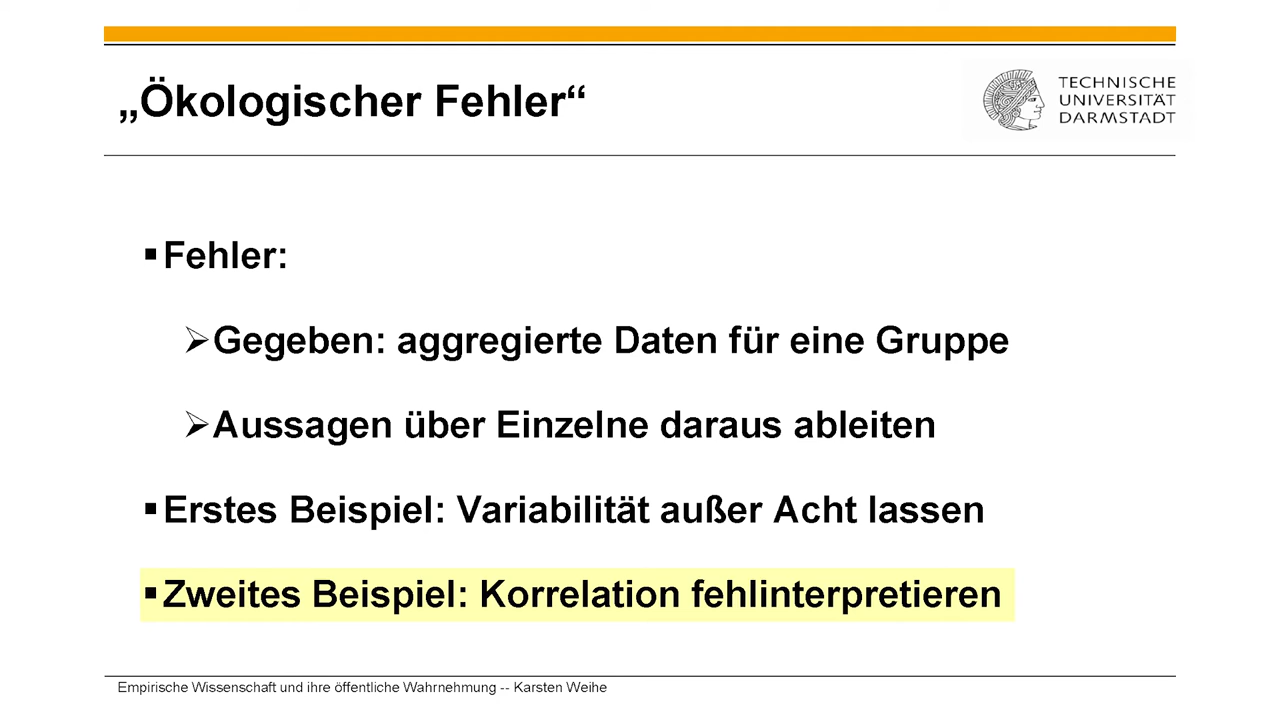 „Ökologischer Fehler“
TECHNISCHE
UNIVERSITÄT
DARMSTADT
▪Fehler:
➢Gegeben: aggregierte Daten für eine Gruppe
➢Aussagen über Einzelne daraus ableiten
▪Erstes Beispiel: Variabilität außer Acht lassen
▪Zweites Beispiel: Korrelation fehlinterpretieren
Empirische Wissenschaft und ihre öffentliche Wahrnehmung -- Karsten Weihe